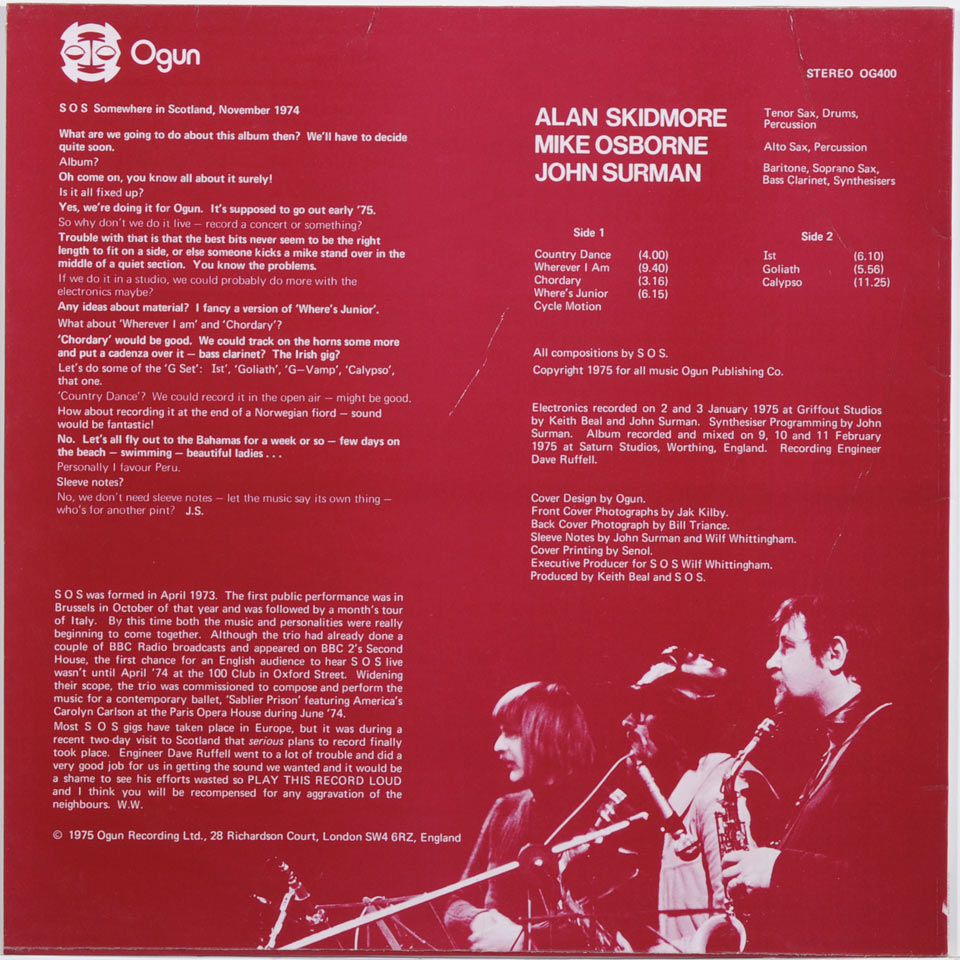 Ogun
STEREO OG400
S O S Somewhere in Scotland, November 1974
What are we going to do about this album then? We'll have to decide
quite soon.
Album?
Oh come on, you know all about it surely!
Is it all fixed up?
Yes, we're doing it for Ogun. It's supposed to go out early '75.
So why don't we do it live – record a concert or something?
Trouble with that is that the best bits never seem to be the right
length to fit on a side, or else someone kicks a mike stand over in the
middle of a quiet section. You know the problems.
If we do it in a studio, we could probably do more with the
electronics maybe?
Any ideas about material? I fancy a version of 'Where's Junior'.
What about 'Wherever I am' and 'Chordary'?
'Chordary' would be good. We could track on the horns some more
and put a cadenza over it – bass clarinet? The Irish gig?
Let's do some of the 'G Set': Ist', 'Goliath', 'G–Vamp', 'Calypso',
that one.
'Country Dance'? We could record it in the open air – might be good.
How about recording it at the end of a Norwegian fiord – sound
would be fantastic!
No. Let's all fly out to the Bahamas for a week or so – few days on
the beach – swimming – beautiful ladies . . .
Personally I favour Peru.
Sleeve notes?
No, we don't need sleeve notes – let the music say its own thing –
who's for another pint? J.S.
S O S was formed in April 1973. The first public performance was in
Brussels in October of that year and was followed by a month's tour
of Italy. By this time both the music and personalities were really
beginning to come together. Although the trio had already done a
couple of BBC Radio broadcasts and appeared on BBC 2's Second
House, the first chance for an English audience to hear S O S live
wasn't until April '74 at the 100 Club in Oxford Street. Widening
their scope, the trio was commissioned to compose and perform the
music for a contemporary ballet, 'Sablier Prison' featuring America's
Carolyn Carlson at the Paris Opera House during June '74.
Most S O S gigs have taken place in Europe, but it was during a
recent two-day visit to Scotland that serious plans to record finally
took place. Engineer Dave Ruffell went to a lot of trouble and did a
very good job for us in getting the sound we wanted and it would be
a shame to see his efforts wasted so PLAY THIS RECORD LOUD
and I think you will be recompensed for any aggravation of the
neighbours. W.W.
© 1975 Ogun Recording Ltd., 28 Richardson Court, London SW4 6RZ, England
ALAN SKIDMORE Tenor Sax, Drums,
Percussion
MIKE OSBORNE Alto Sax, Percussion
JOHN SURMAN Baritone, Soprano Sax,
Bass Clarinet, Synthesisers
Side 1
Country Dance (4.00)
Wherever I Am (9.40)
Chordary (3.16)
Where's Junior (6.15)
Cycle Motion
Side 2
Ist (6.10)
Goliath (5.56)
Calypso (11.25)
All compositions by S O S.
Copyright 1975 for all music Ogun Publishing Co.
Electronics recorded on 2 and 3 January 1975 at Griffout Studios
by Keith Beal and John Surman. Synthesiser Programming by John
Surman. Album recorded and mixed on 9, 10 and 11 February
1975 at Saturn Studios, Worthing, England. Recording Engineer
Dave Ruffell.
Cover Design by Ogun.
Front Cover Photographs by Jak Kilby.
Back Cover Photograph by Bill Triance.
Sleeve Notes by John Surman and Wilf Whittingham.
Cover Printing by Senol.
Executive Producer for S O S Wilf Whittingham.
Produced by Keith Beal and S O S.